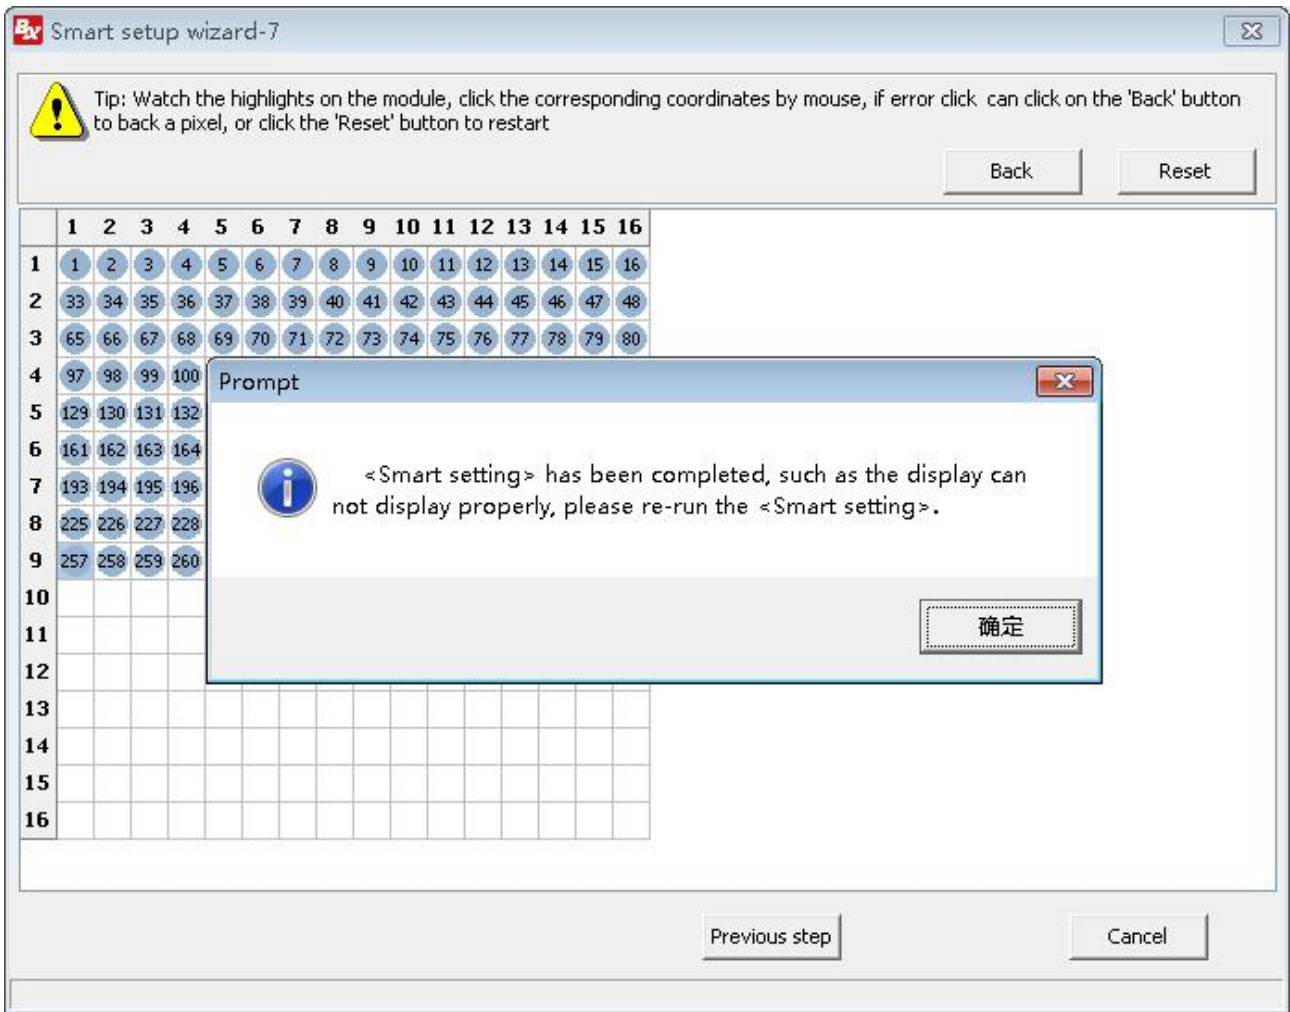 BX Smart setup wizard-7
Tip: Watch the highlights on the module, click the corresponding coordinates by mouse, if error click can click on the 'Back' button
to back a pixel, or click the 'Reset' button to restart
Back Reset
1 2 3 4 5 6 7 8 9 10 11 12 13 14 15 16
1 1 2 3 4 5 6 7 8 9 10 11 12 13 14 15 16
2 33 34 35 36 37 38 39 40 41 42 43 44 45 46 47 48
3 65 66 67 68 69 70 71 72 73 74 75 76 77 78 79 80
4 97 98 99 100
5 129 130 131 132
6 161 162 163 164
7 193 194 195 196
8 225 226 227 228
9 257 258 259 260
10
11
12
13
14
15
16
Prompt
<Smart setting> has been completed, such as the display can
not display properly, please re-run the <Smart setting>.
确定
Previous step Cancel